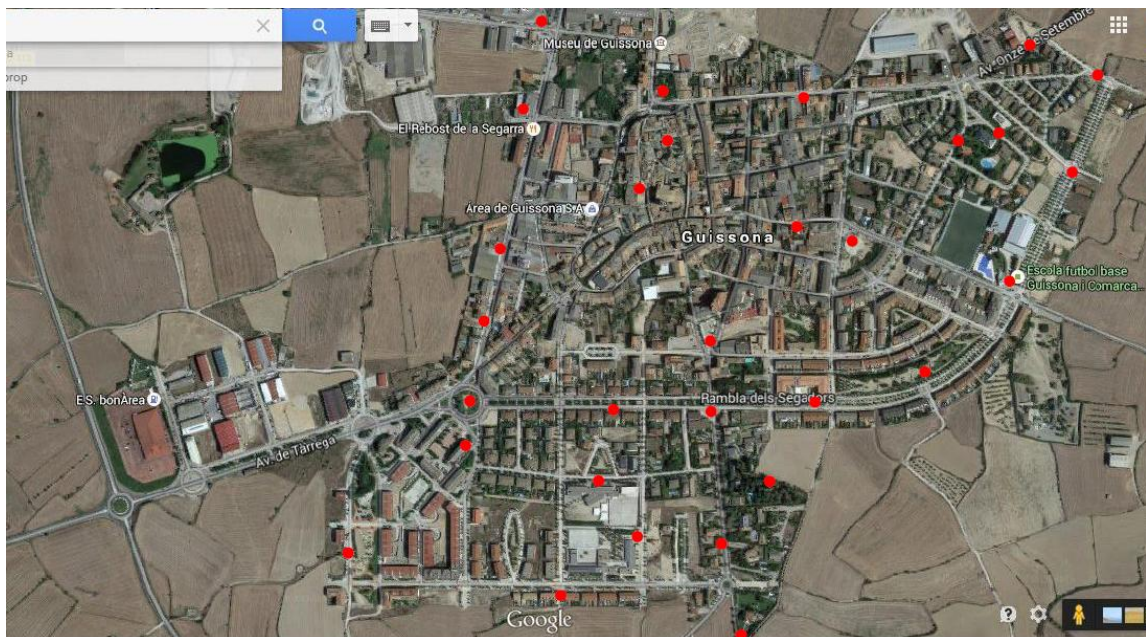 a
prop
Museu de Guissona
Av. Onze de Setembre
El Rebost de la Segarra
Àrea de Guissona S.A
Guissona
Escola futbol base
Guissona i Comarca...
E.S. bonÀrea
Rambla dels Segadors
Av. de Tàrrega
Google
?